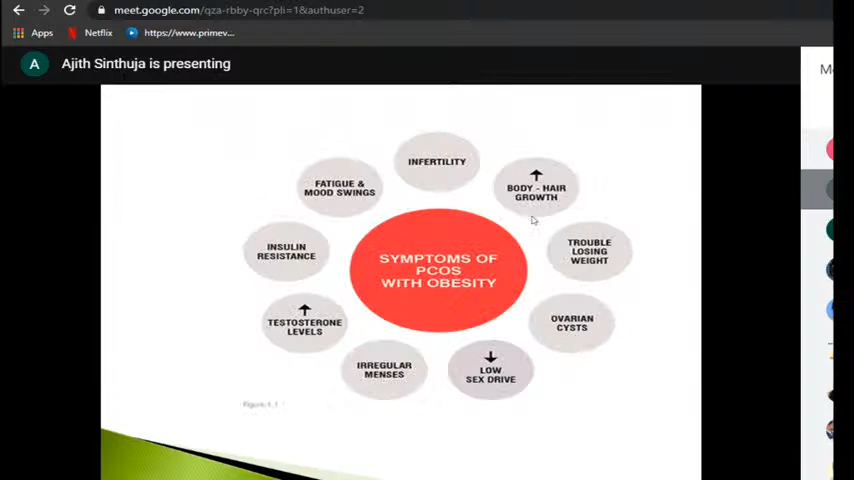 meet.google.com/qza-rbby-qrc?pli=1&authuser=2
Apps Netflix https://www.primev...
A Ajith Sinthuja is presenting
INFERTILITY
BODY - HAIR
GROWTH
TROUBLE
LOSING
WEIGHT
OVARIAN
CYSTS
LOW
SEX DRIVE
IRREGULAR
MENSES
TESTOSTERONE
LEVELS
INSULIN
RESISTANCE
FATIGUE &
MOOD SWINGS
SYMPTOMS OF
PCOS
WITH OBESITY